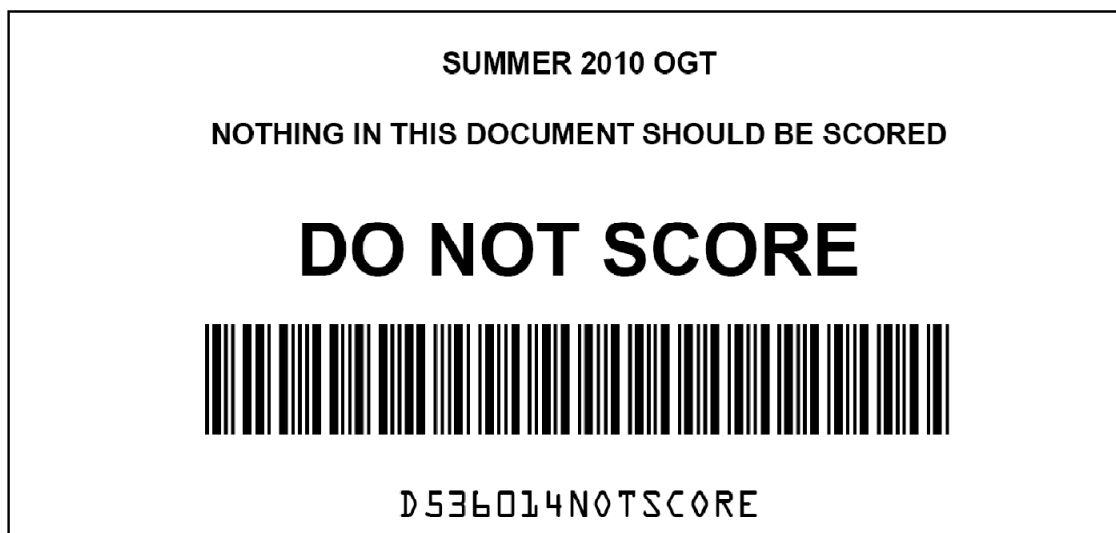 SUMMER 2010 OGT
NOTHING IN THIS DOCUMENT SHOULD BE SCORED
DO NOT SCORE
D536014NOTSCORE